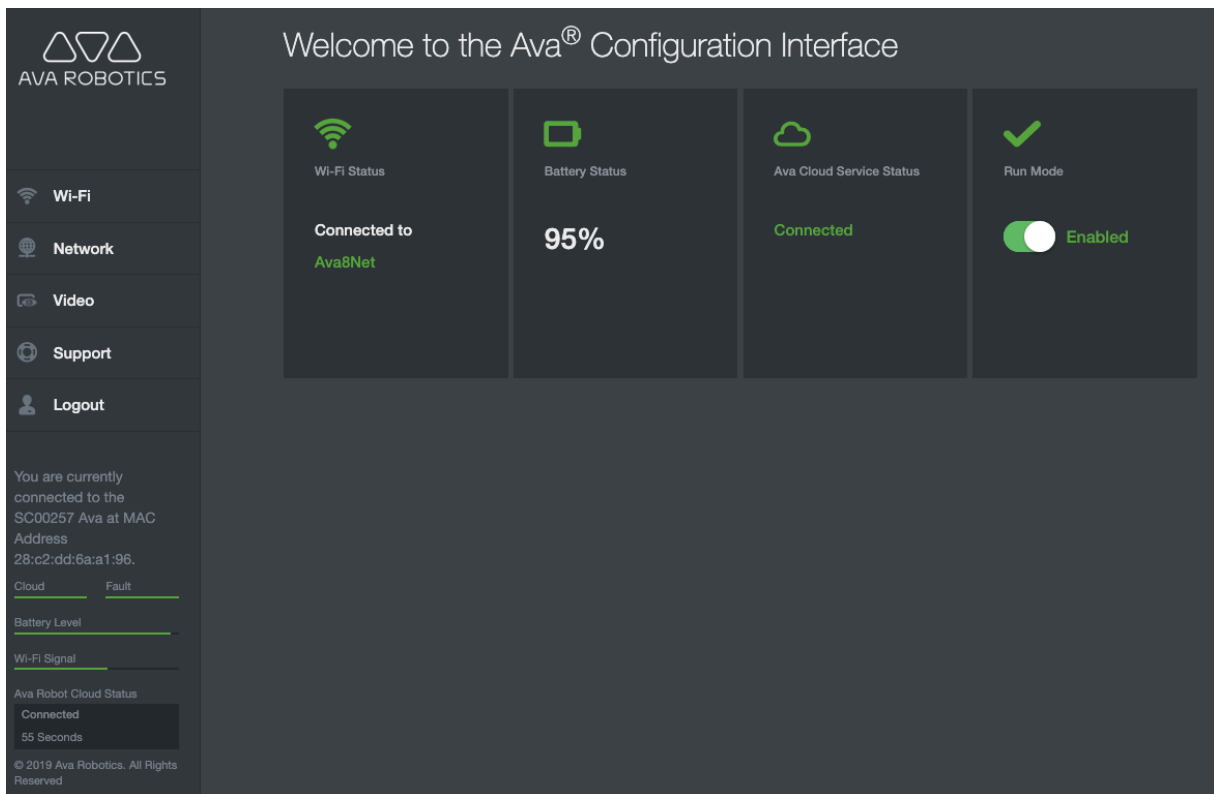 AVA ROBOTICS
Wi-Fi
Network
Video
Support
Logout
You are currently
connected to the
SC00257 Ava at MAC
Address
28:c2:dd:6a:a1:96.
Cloud Fault
Battery Level
Wi-Fi Signal
Ava Robot Cloud Status
Connected
55 Seconds
© 2019 Ava Robotics. All Rights
Reserved
Welcome to the Ava® Configuration Interface
Wi-Fi Status
Connected to
Ava8Net
Battery Status
95%
Ava Cloud Service Status
Connected
Run Mode
Enabled